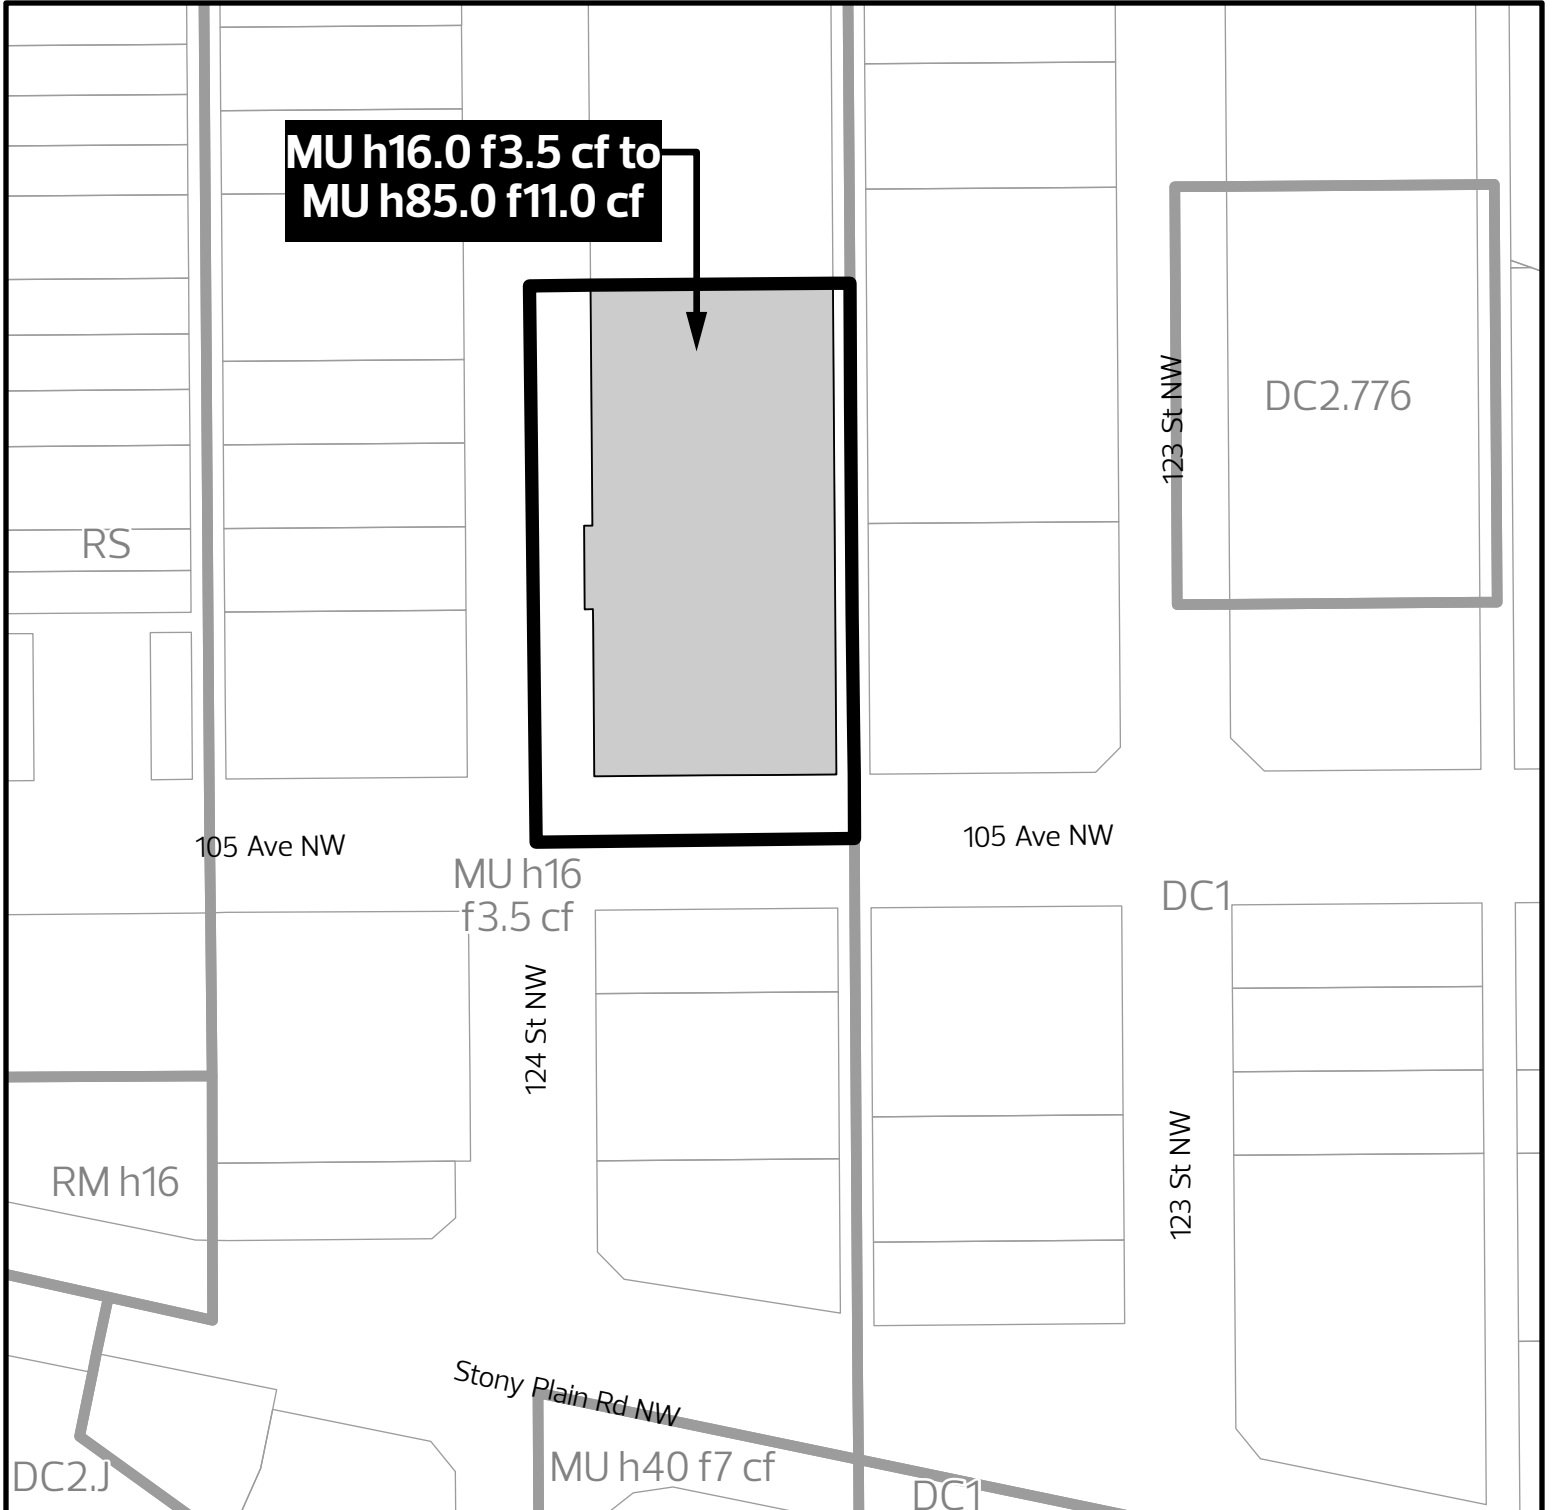 MU h16.0 f3.5 cf to
MU h85.0 f11.0 cf
123 St NW
DC2.776
RS
105 Ave NW
105 Ave NW
MU h16
f3.5 cf
DC1
124 St NW
RM h16
123 St NW
Stony Plain Rd NW
MU h40 f7 cf
DC2.J
DC1